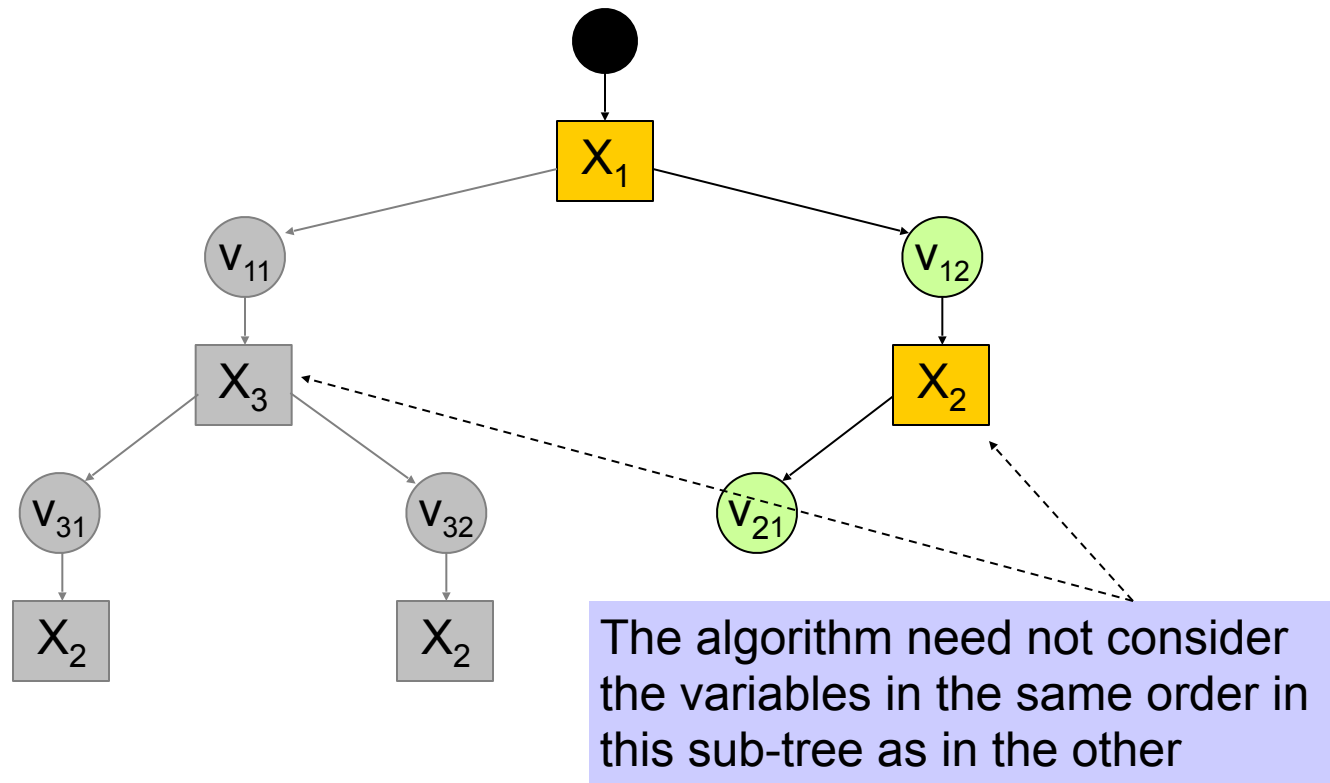 X₁
v₁₁
v₁₂
X₃
X₂
v₃₁
v₃₂
v₂₁
X₂
X₂
The algorithm need not consider
the variables in the same order in
this sub-tree as in the other